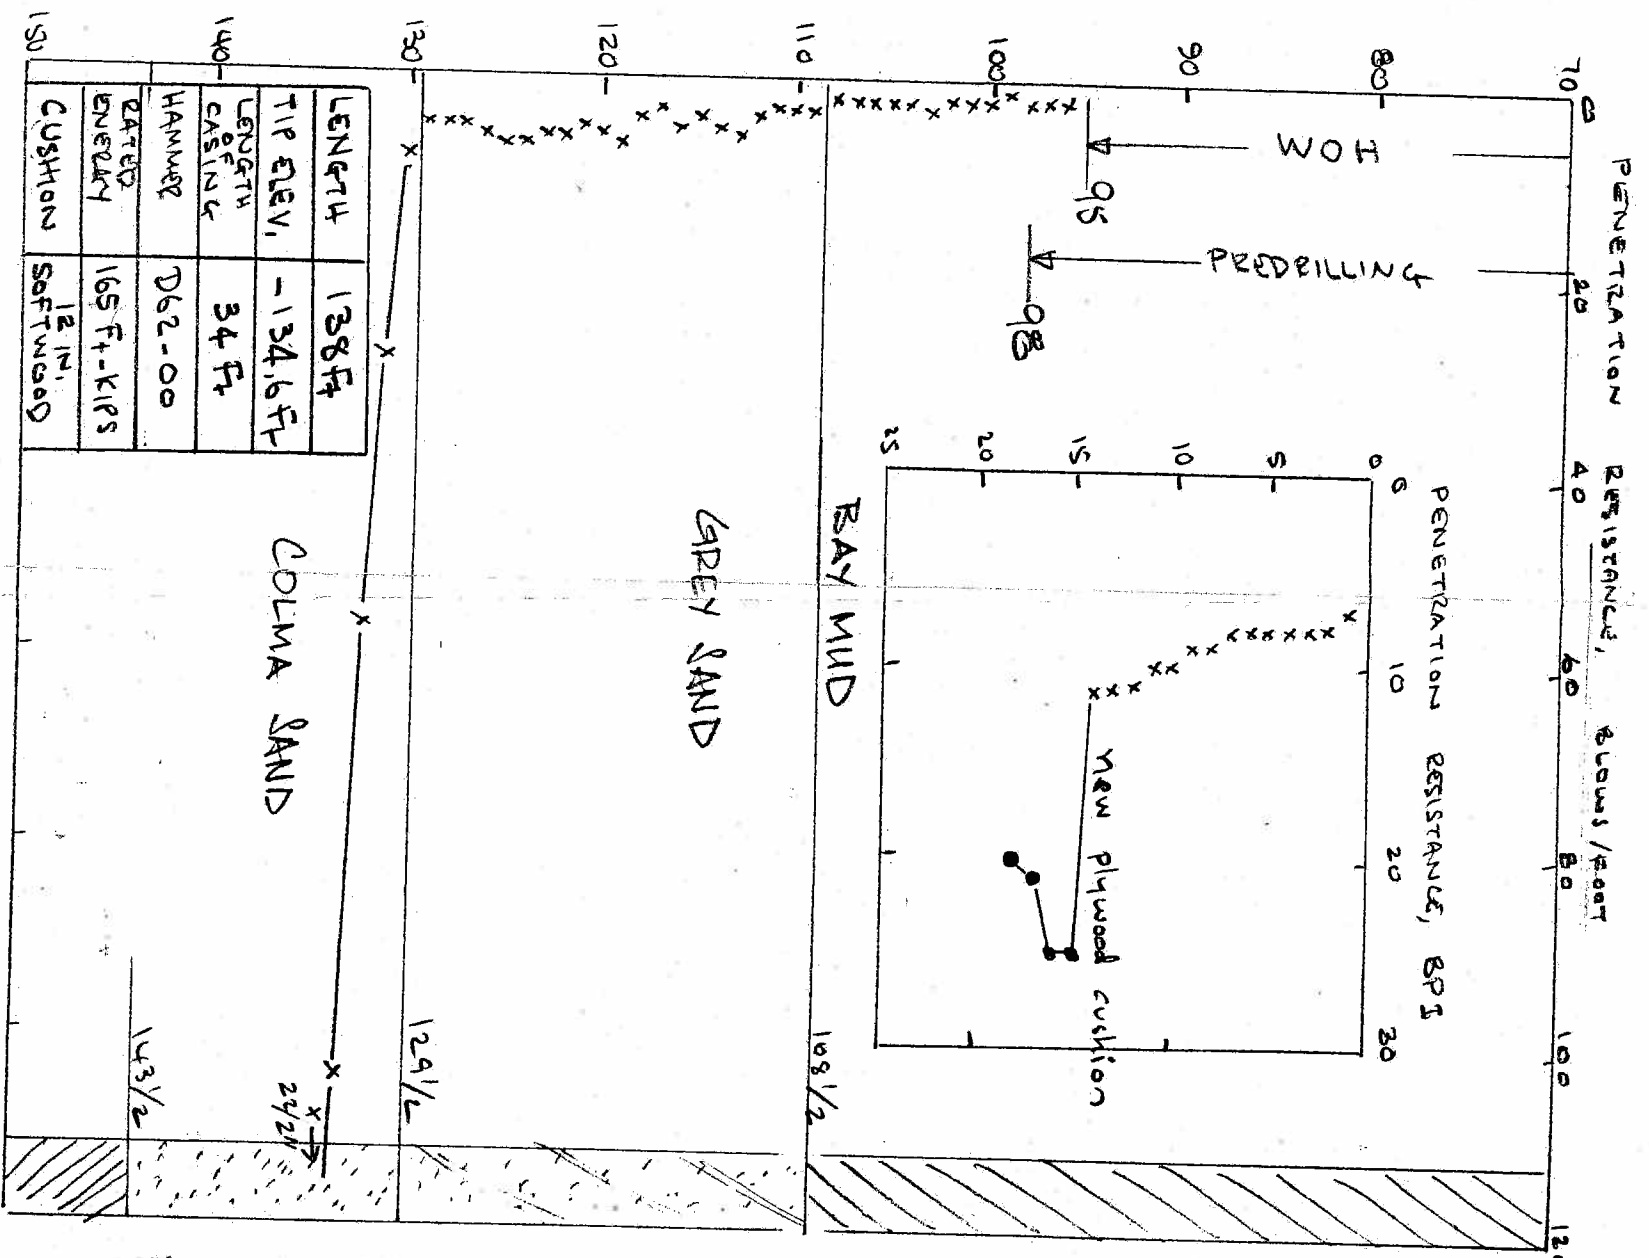 PENETRATION RESISTANCE, BLOWS/FOOT
0 20 40 60 80 100
70
80
90
100
110
120
130
140
150
WOH
95
PREDRILLING
98
PENETRATION RESISTANCE, BPI
0 10 20 30
0
5
10
15
20
25
new plywood cushion
BAY MUD
108 1/2
GREY SAND
129 1/2
COLMA SAND
143 1/2
LENGTH 138 Ft
TIP ELEV. -134.6 Ft
LENGTH OF CASING 34 Ft
HAMMER D62-00
RATED ENERGY 165 Ft-KIPS
CUSHION 12 IN. SOFTWOOD